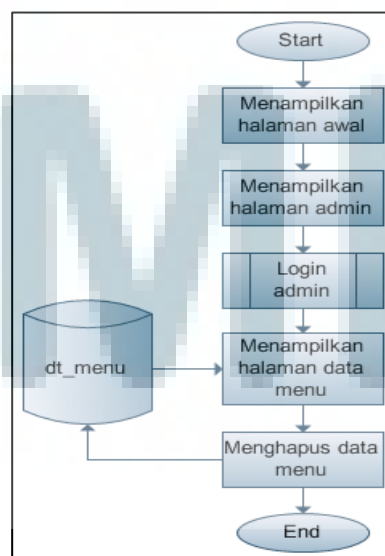 Start
Menampilkan
halaman awal
Menampilkan
halaman admin
Login
admin
dt_menu
Menampilkan
halaman data
menu
Menghapus data
menu
End